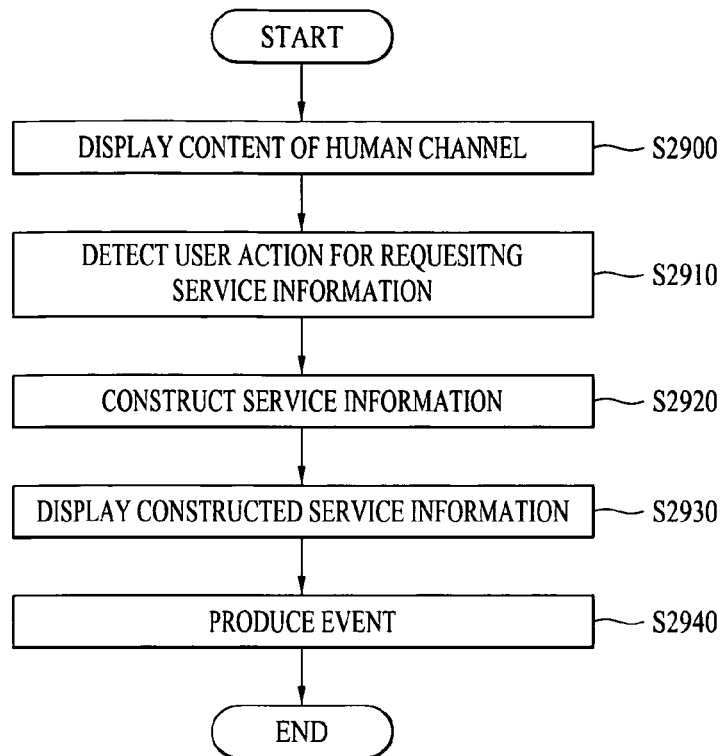 START
DISPLAY CONTENT OF HUMAN CHANNEL
S2900
DETECT USER ACTION FOR REQUESITNG
SERVICE INFORMATION
S2910
CONSTRUCT SERVICE INFORMATION
S2920
DISPLAY CONSTRUCTED SERVICE INFORMATION
S2930
PRODUCE EVENT
S2940
END